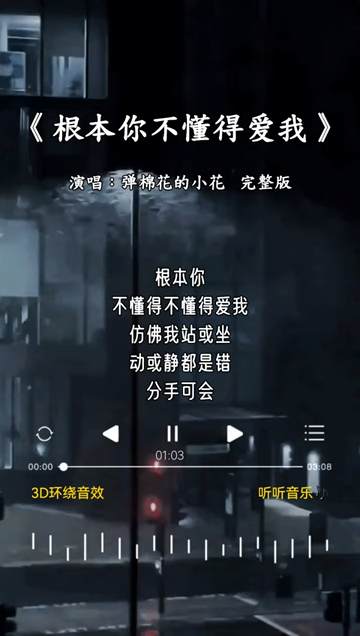 《根本你不懂得爱我》
演唱：弹棉花的小花 完整版
根本你
不懂得不懂得爱我
仿佛我站或坐
动或静都是错
分手可会
01:03
00:00 03:08
3D环绕音效 听听音乐